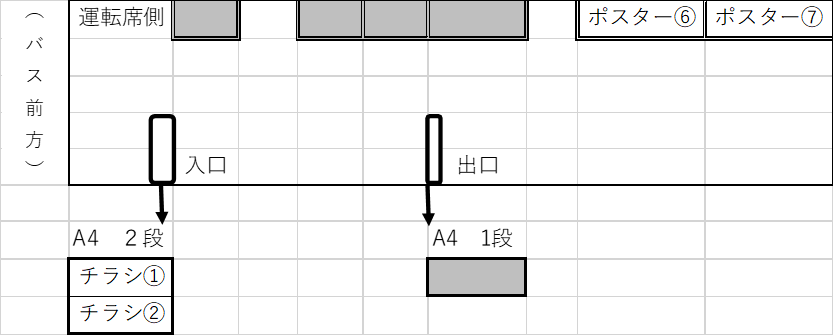 （バス前方）
運転席側
ポスター⑥
ポスター⑦
入口
出口
A4　２段
A4　1段
チラシ①
チラシ②